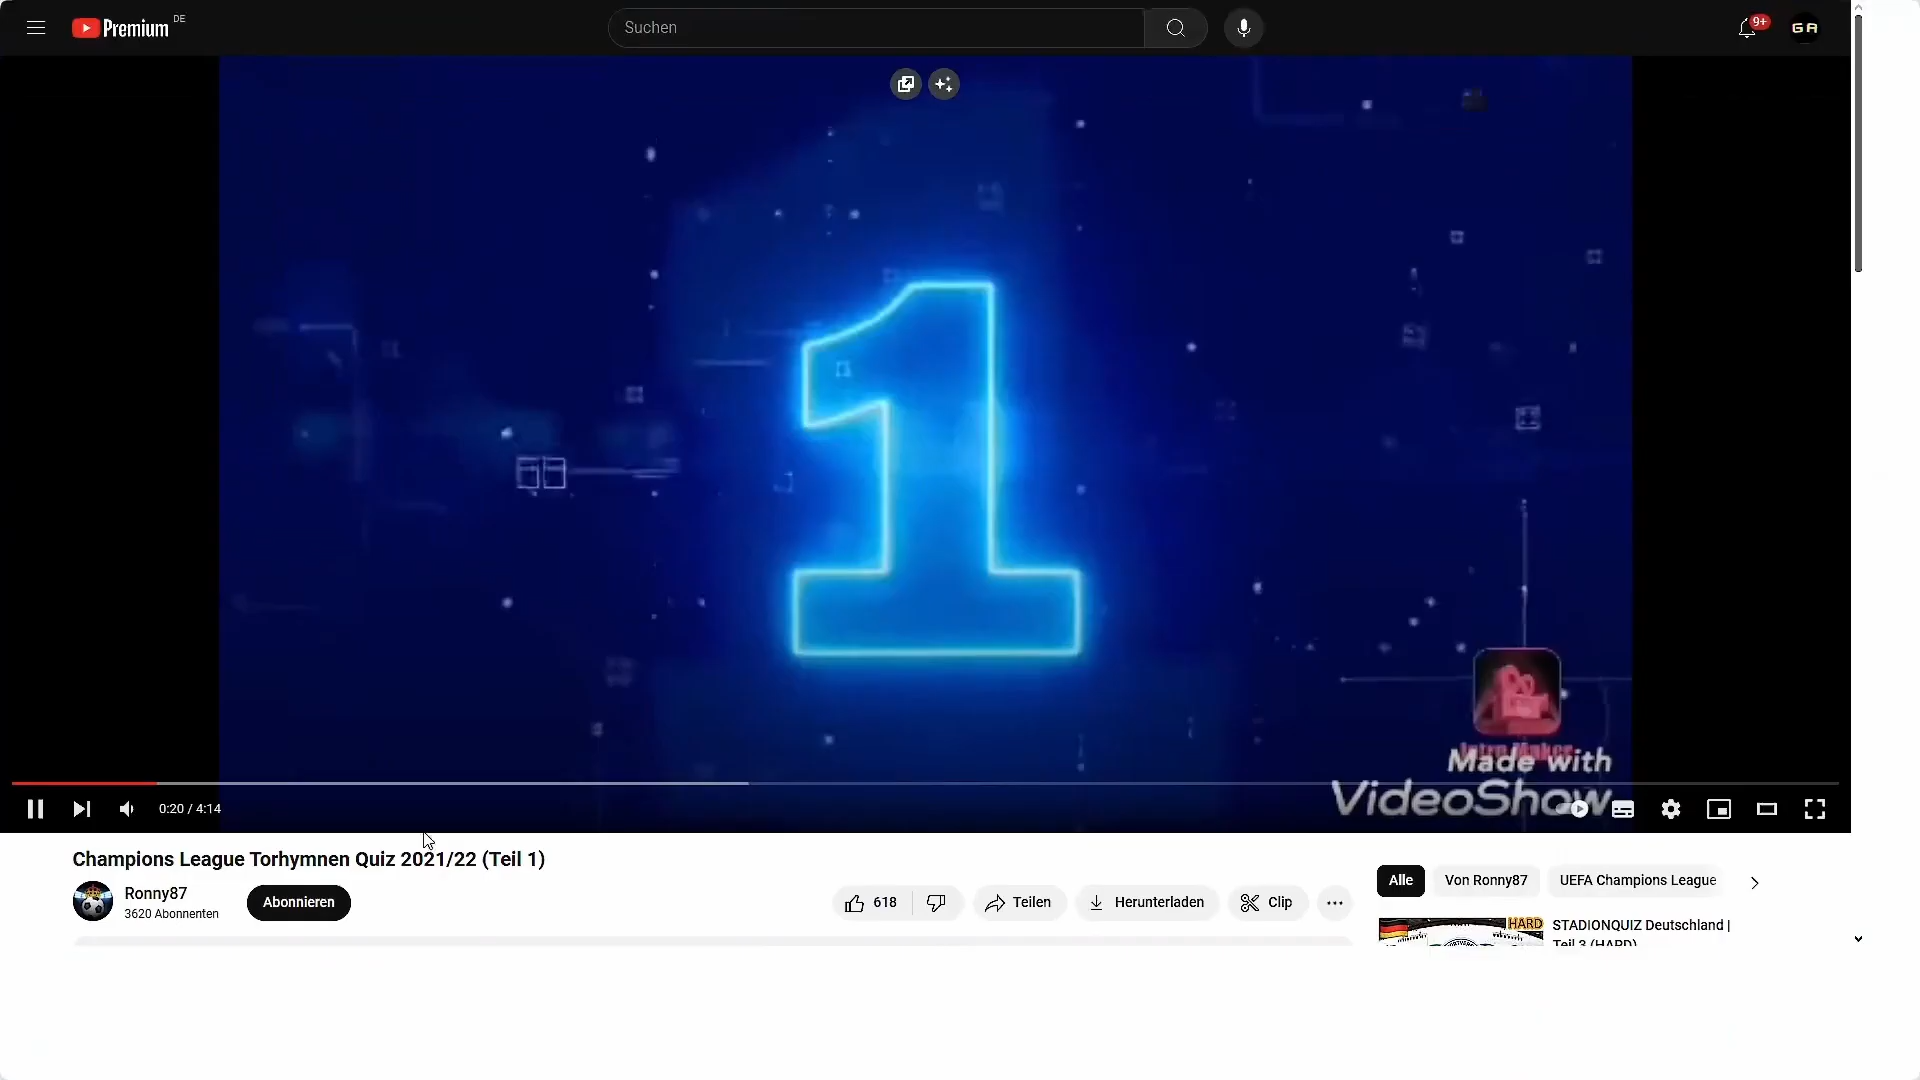 Premium DE
Suchen
9+
GA
1
Intro Maker
Made with
VideoShow
0:20 / 4:14
Champions League Torhymnen Quiz 2021/22 (Teil 1)
Ronny87
3620 Abonnenten
Abonnieren
618
Teilen
Herunterladen
Clip
Alle
Von Ronny87
UEFA Champions League
HARD
STADIONQUIZ Deutschland |
Teil 3 (HARD)